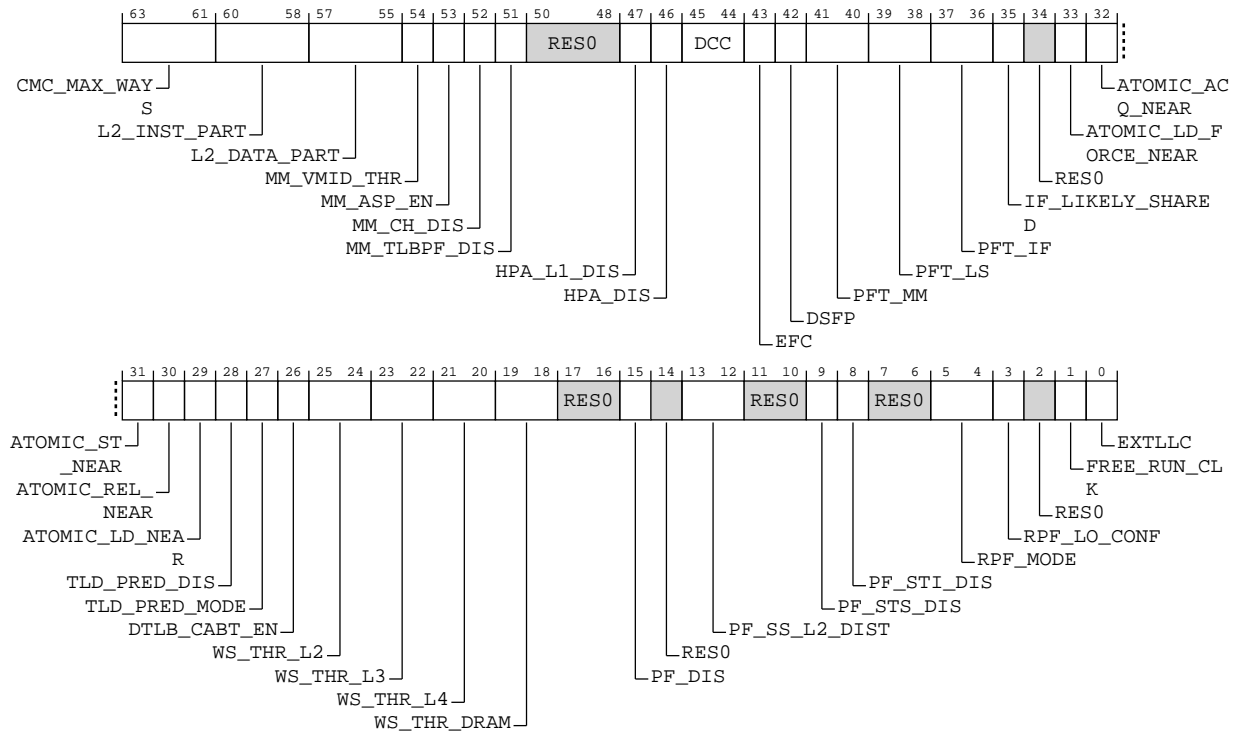 63 61 60 58 57 55 54 53 52 51 50 48 47 46 45 44 43 42 41 40 39 38 37 36 35 34 33 32
RES0 DCC
CMC_MAX_WAY ATOMIC_AC
S Q_NEAR
L2_INST_PART ATOMIC_LD_F
L2_DATA_PART ORCE_NEAR
MM_VMID_THR RES0
MM_ASP_EN IF_LIKELY_SHARE
MM_CH_DIS D
MM_TLBPF_DIS PFT_IF
HPA_L1_DIS PFT_LS
HPA_DIS PFT_MM
DSFP
EFC
31 30 29 28 27 26 25 24 23 22 21 20 19 18 17 16 15 14 13 12 11 10 9 8 7 6 5 4 3 2 1 0
RES0 RES0 RES0
ATOMIC_ST EXTLLC
_NEAR FREE_RUN_CL
ATOMIC_REL_ K
NEAR RES0
ATOMIC_LD_NEA RPF_LO_CONF
R RPF_MODE
TLD_PRED_DIS PF_STI_DIS
TLD_PRED_MODE PF_STS_DIS
DTLB_CABT_EN PF_SS_L2_DIST
WS_THR_L2 RES0
WS_THR_L3 PF_DIS
WS_THR_L4
WS_THR_DRAM